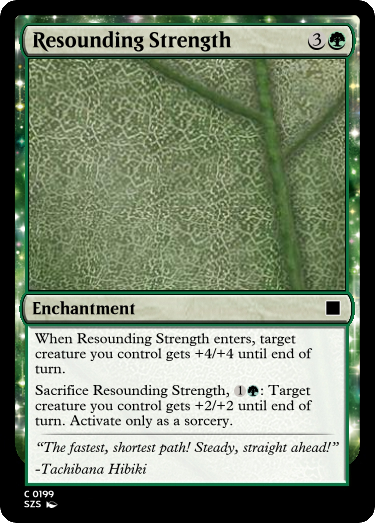 Resounding Strength 3
Enchantment
When Resounding Strength enters, target
creature you control gets +4/+4 until end of
turn.
Sacrifice Resounding Strength, 1: Target
creature you control gets +2/+2 until end of
turn. Activate only as a sorcery.
“The fastest, shortest path! Steady, straight ahead!”
-Tachibana Hibiki
C 0199
SZS